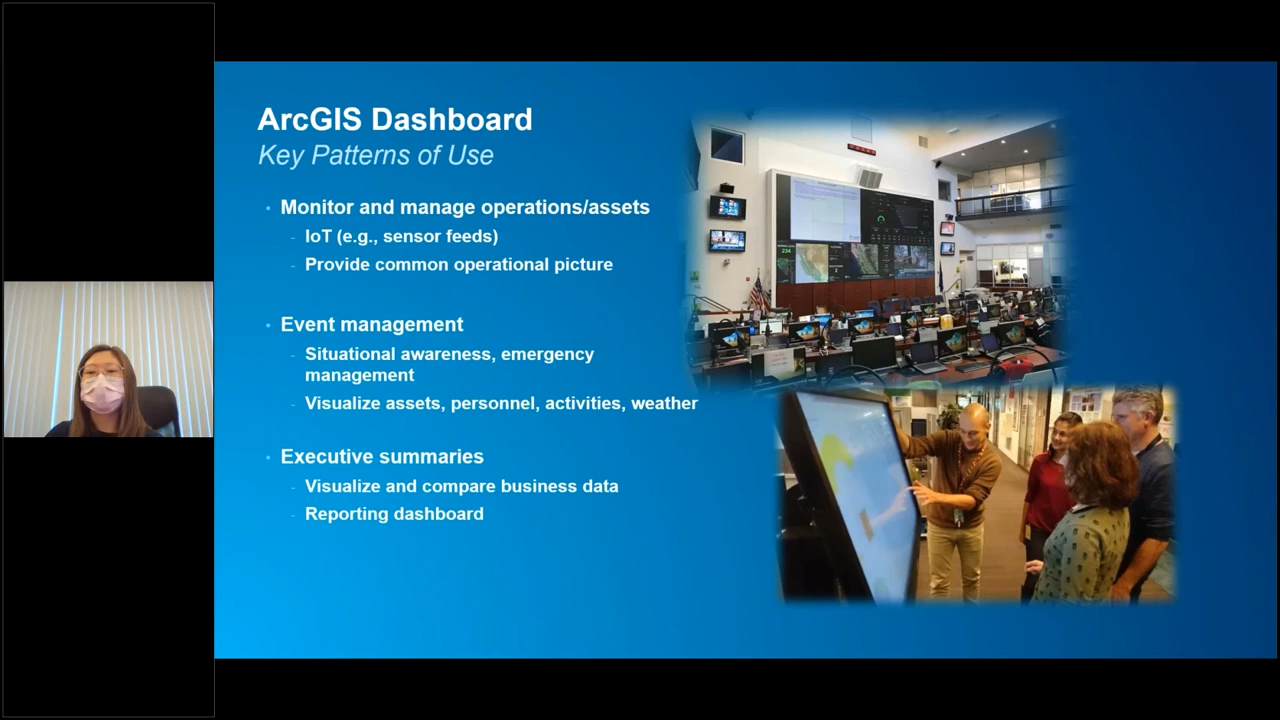 ArcGIS Dashboard
Key Patterns of Use
Monitor and manage operations/assets
- IoT (e.g., sensor feeds)
- Provide common operational picture
Event management
- Situational awareness, emergency
management
- Visualize assets, personnel, activities, weather
Executive summaries
- Visualize and compare business data
- Reporting dashboard